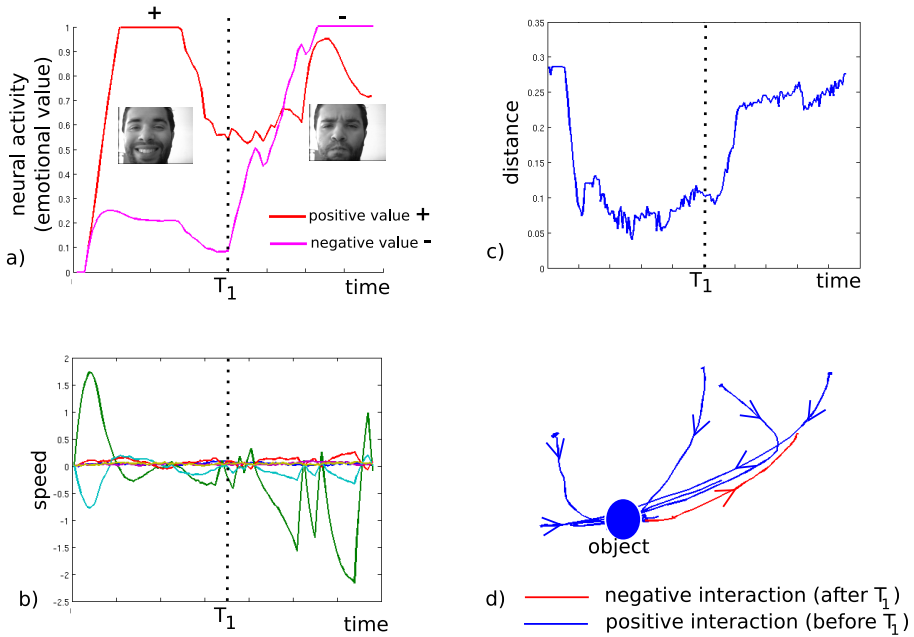 + -
1
0.9
0.8
0.7
0.6
0.5
0.4
0.3
0.2
0.1
0
neural activity
(emotional value)
positive value +
negative value -
a)
T1
time
0.35
0.3
0.25
0.2
0.15
0.1
0.05
0
distance
c)
T1
time
2
1.5
1
0.5
0
-0.5
-1
-1.5
-2
-2.5
speed
b)
T1
time
object
d)
negative interaction (after T1)
positive interaction (before T1)